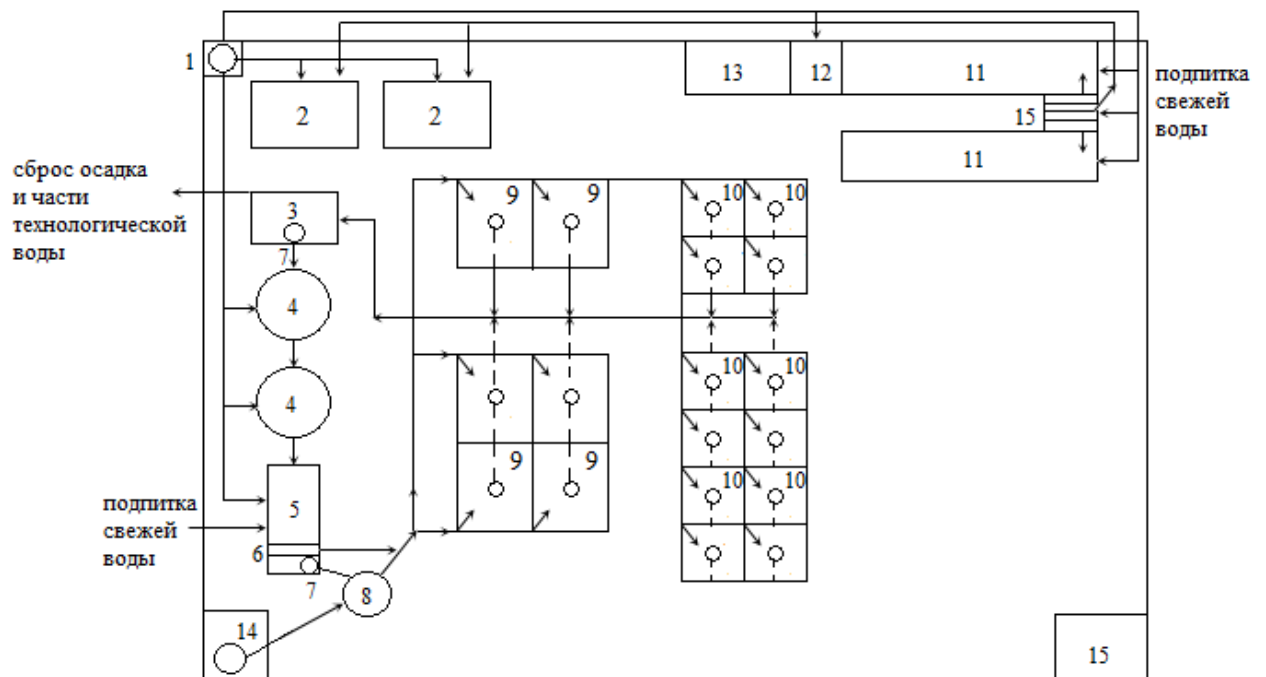 1
2
2
13
12
11
15
11
подпитка
свежей
воды
сброс осадка
и части
технологической
воды
3
7
4
4
9
9
10
10
9
9
10
10
10
10
подпитка
свежей
воды
5
6
7
8
14
15